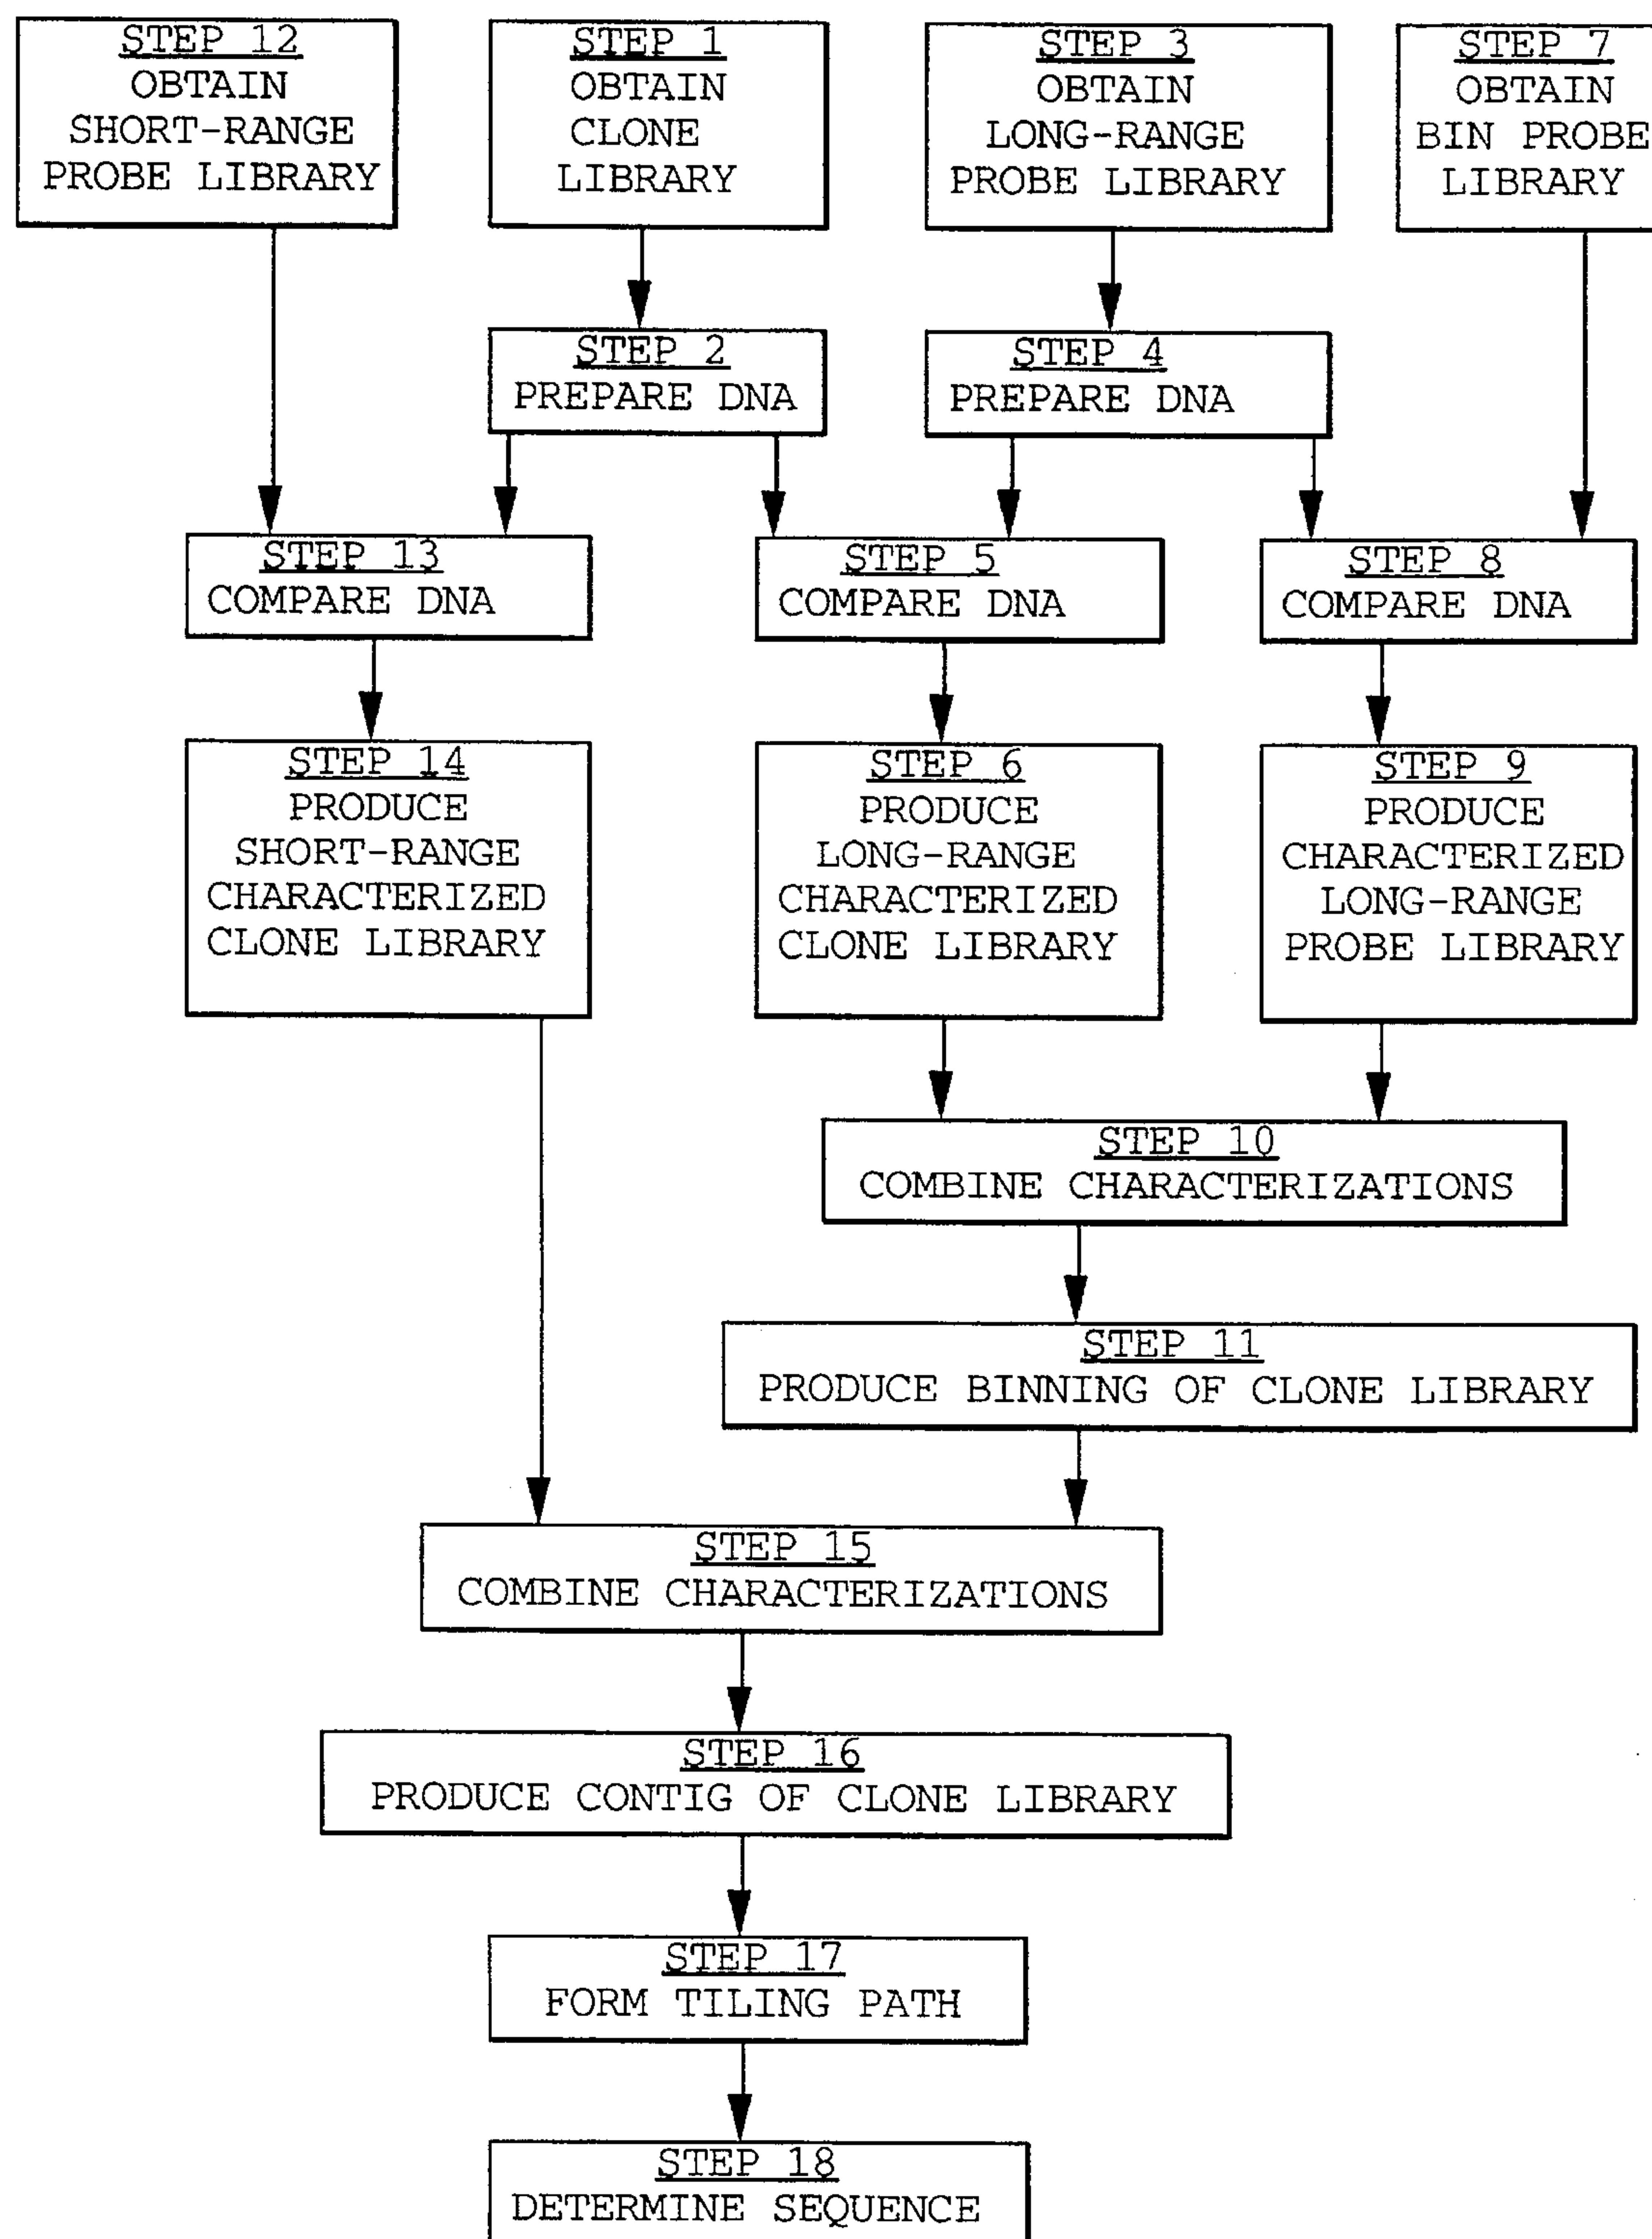 STEP 12
OBTAIN
SHORT-RANGE
PROBE LIBRARY
STEP 1
OBTAIN
CLONE
LIBRARY
STEP 3
OBTAIN
LONG-RANGE
PROBE LIBRARY
STEP 7
OBTAIN
BIN PROBE
LIBRARY
STEP 2
PREPARE DNA
STEP 4
PREPARE DNA
STEP 13
COMPARE DNA
STEP 5
COMPARE DNA
STEP 8
COMPARE DNA
STEP 14
PRODUCE
SHORT-RANGE
CHARACTERIZED
CLONE LIBRARY
STEP 6
PRODUCE
LONG-RANGE
CHARACTERIZED
CLONE LIBRARY
STEP 9
PRODUCE
CHARACTERIZED
LONG-RANGE
PROBE LIBRARY
STEP 10
COMBINE CHARACTERIZATIONS
STEP 11
PRODUCE BINNING OF CLONE LIBRARY
STEP 15
COMBINE CHARACTERIZATIONS
STEP 16
PRODUCE CONTIG OF CLONE LIBRARY
STEP 17
FORM TILING PATH
STEP 18
DETERMINE SEQUENCE